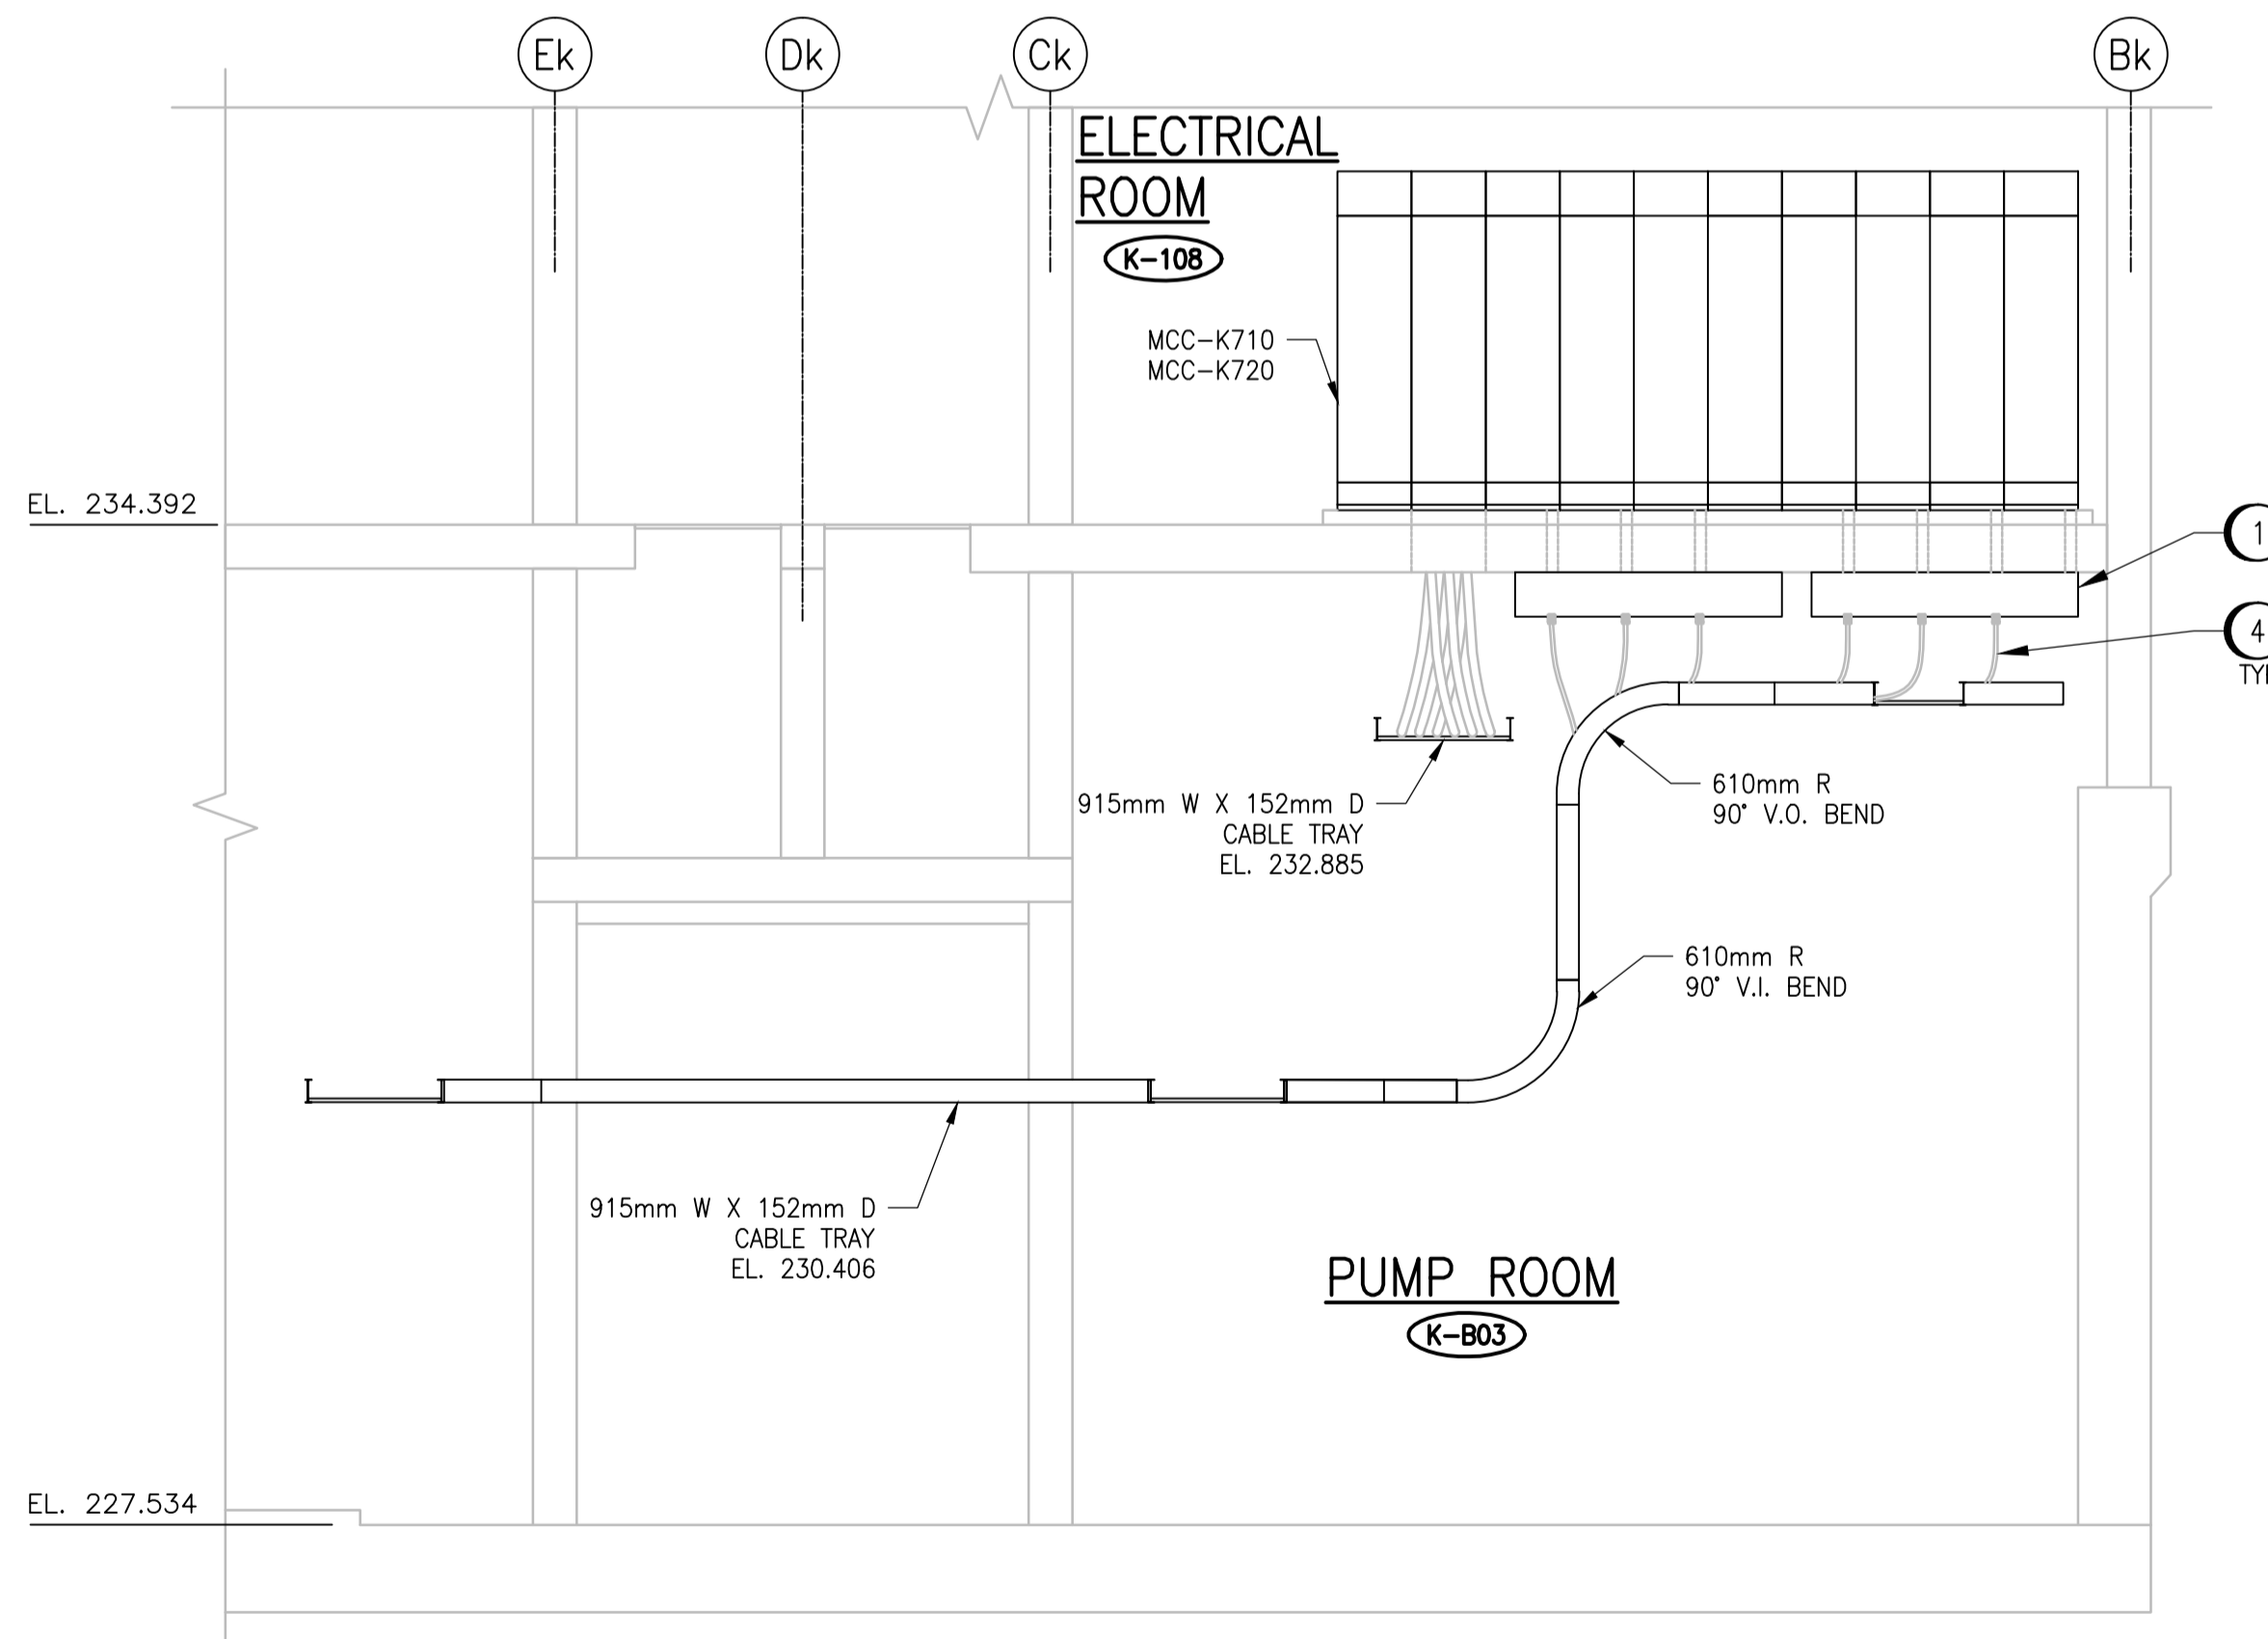 Ek
Dk
Ck
Bk
ELECTRICAL
ROOM
K-108
MCC-K710
MCC-K720
EL. 234.392
1
4
915mm W X 152mm D
CABLE TRAY
EL. 232.885
610mm R
90° V.O. BEND
610mm R
90° V.I. BEND
915mm W X 152mm D
CABLE TRAY
EL. 230.406
PUMP ROOM
K-B03
EL. 227.534